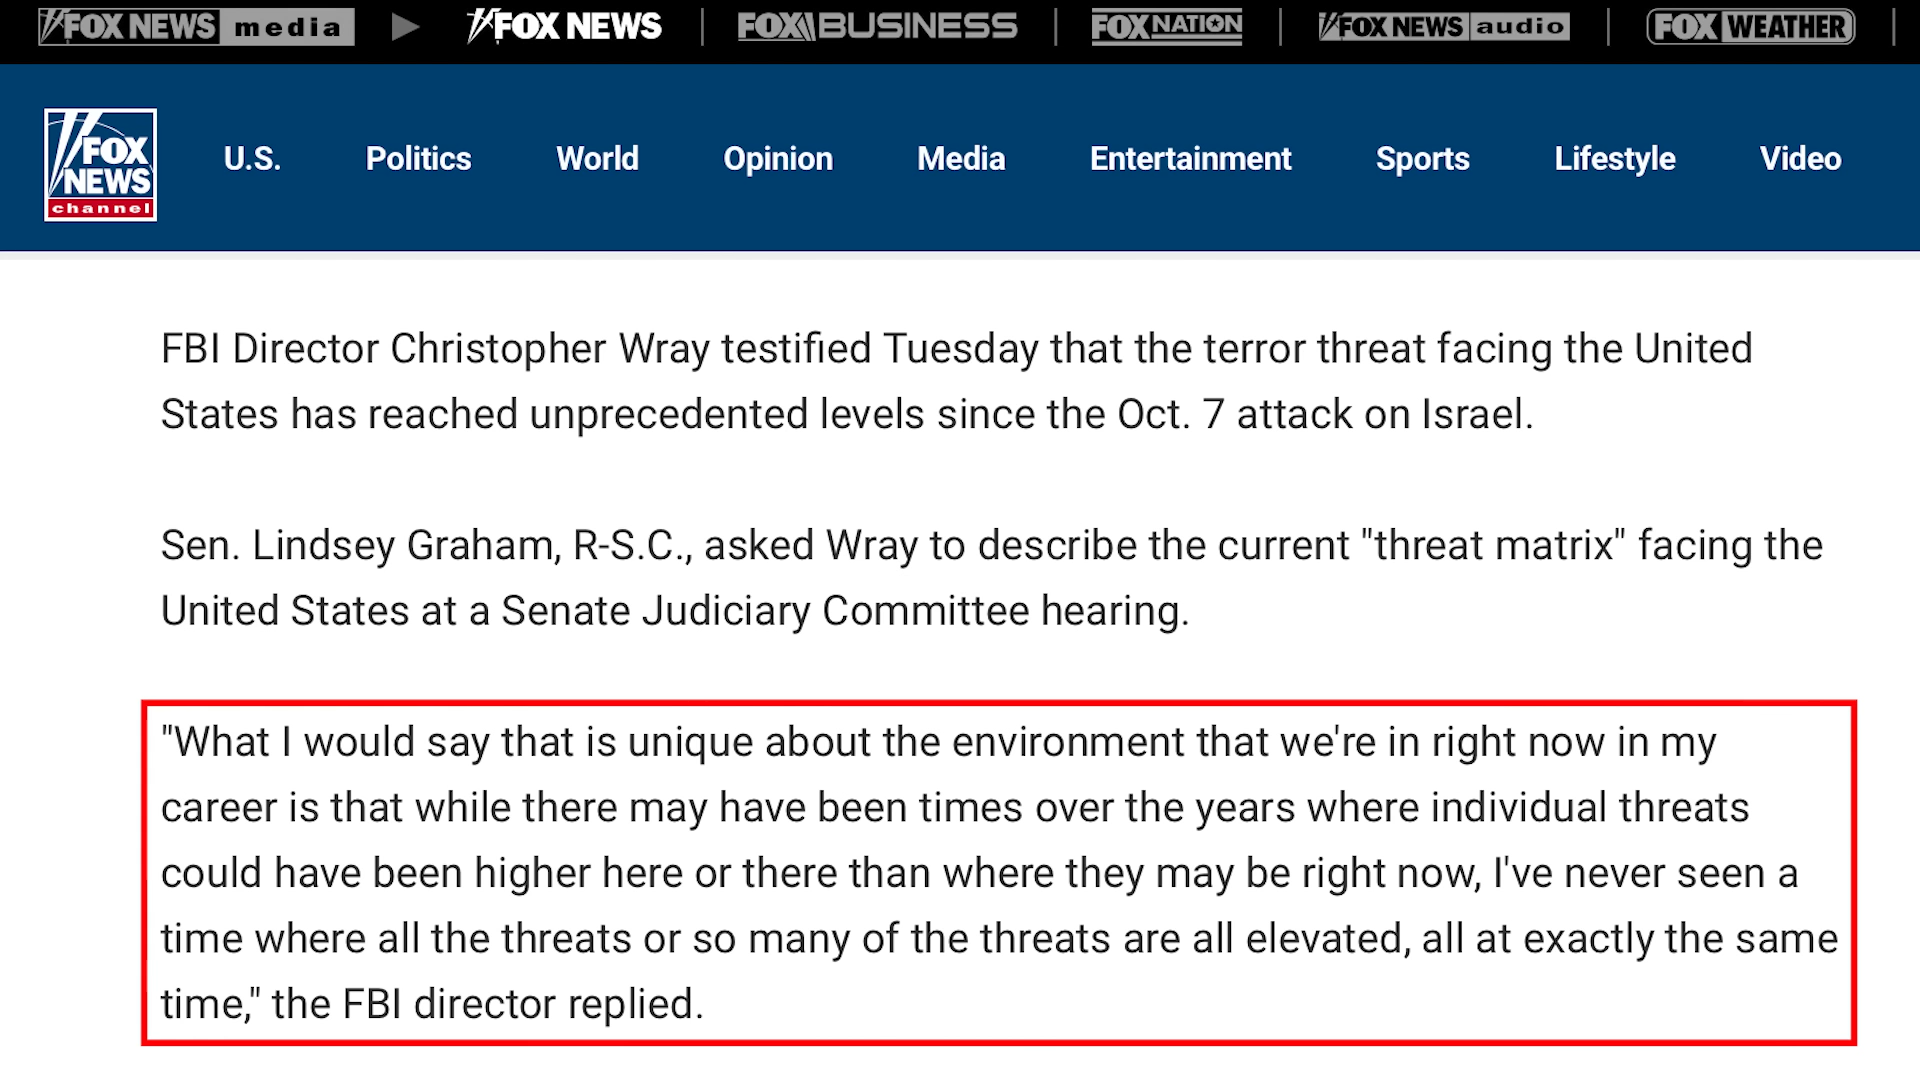 FOX NEWS media FOX NEWS FOX BUSINESS FOX NATION FOX NEWS audio FOX WEATHER
FOX NEWS channel
U.S. Politics World Opinion Media Entertainment Sports Lifestyle Video
FBI Director Christopher Wray testified Tuesday that the terror threat facing the United
States has reached unprecedented levels since the Oct. 7 attack on Israel.
Sen. Lindsey Graham, R-S.C., asked Wray to describe the current "threat matrix" facing the
United States at a Senate Judiciary Committee hearing.
"What I would say that is unique about the environment that we're in right now in my
career is that while there may have been times over the years where individual threats
could have been higher here or there than where they may be right now, I've never seen a
time where all the threats or so many of the threats are all elevated, all at exactly the same
time," the FBI director replied.